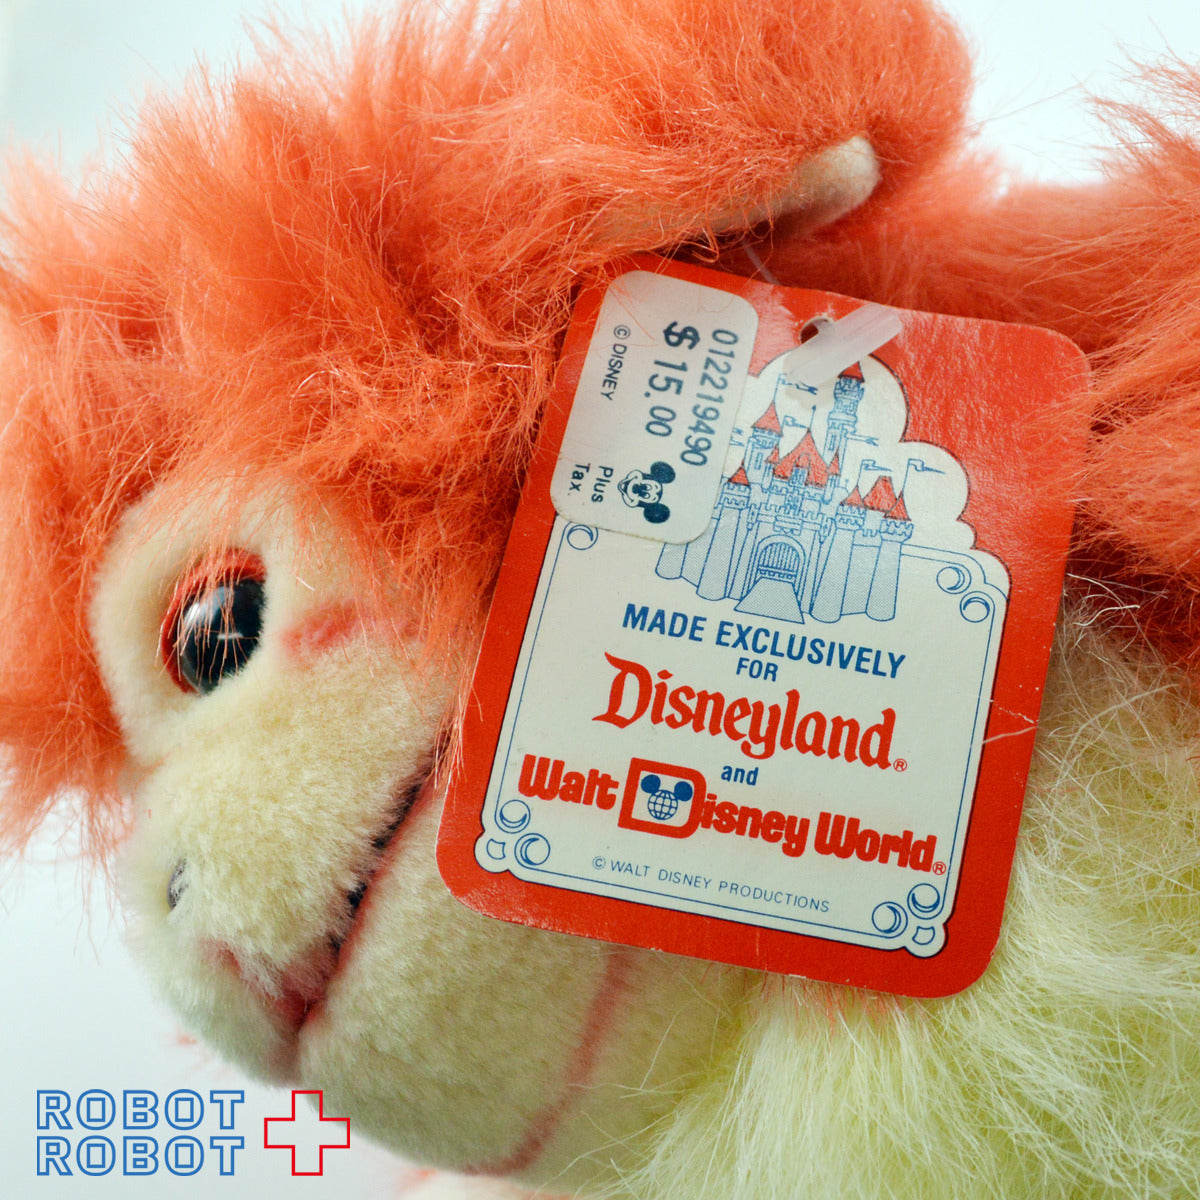 012219490
$ 15.00
© DISNEY
Plus
Tax.
MADE EXCLUSIVELY
FOR
Disneyland®
and
Walt Disney World®
© WALT DISNEY PRODUCTIONS
ROBOT
ROBOT